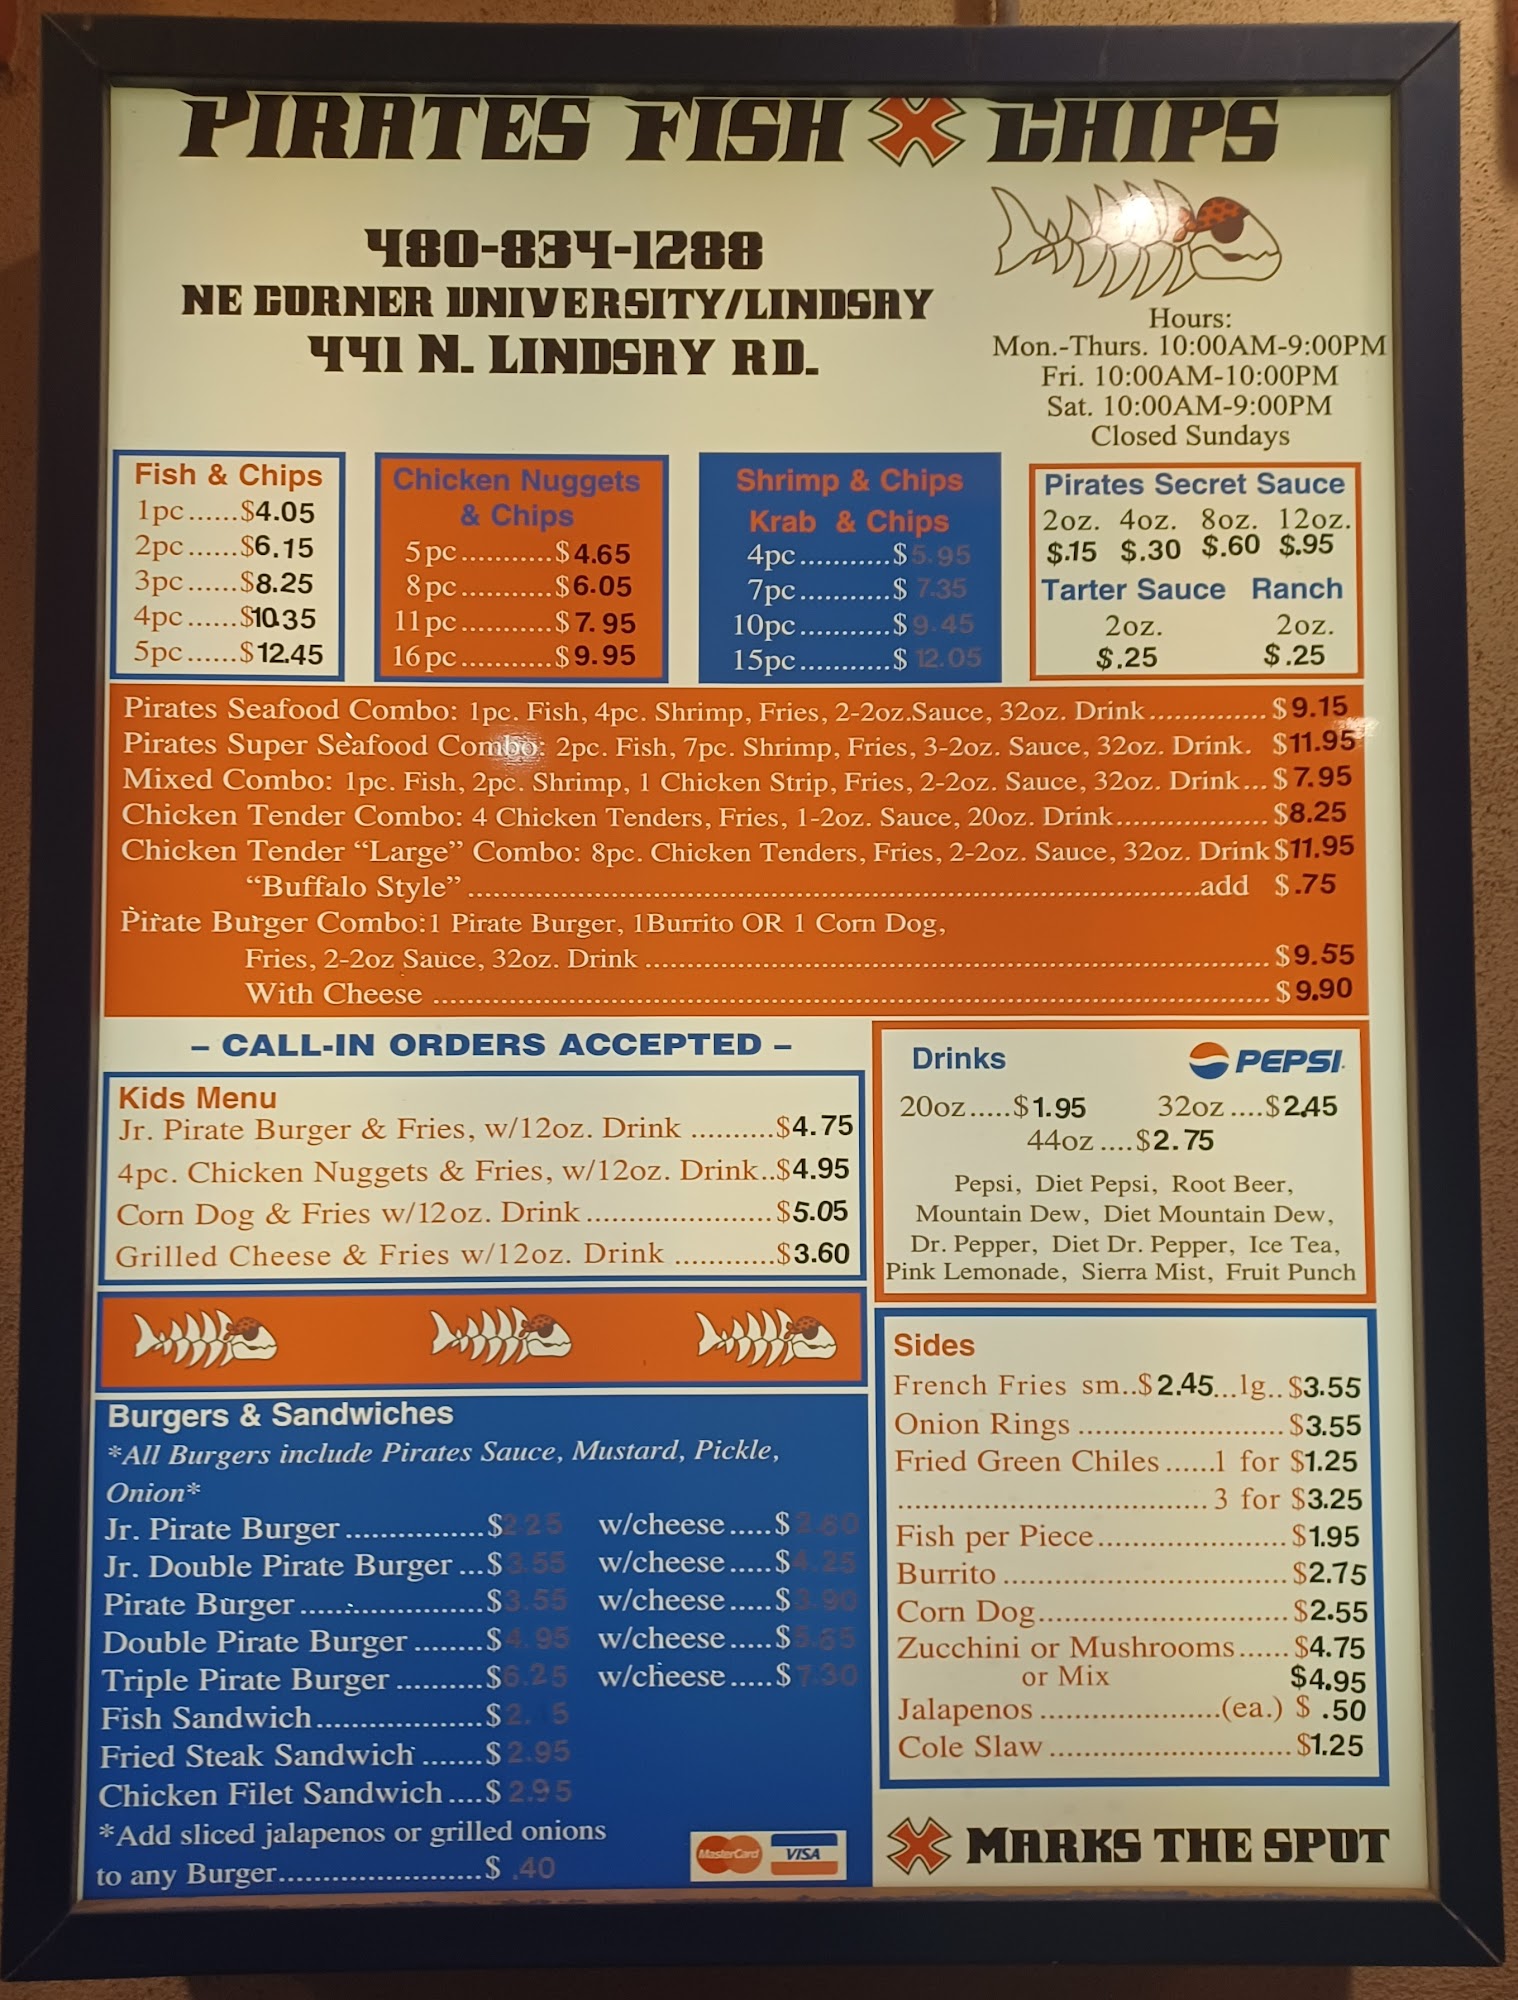 PIRATES FISH X CHIPS
480-834-1288
NE CORNER UNIVERSITY/LINDSAY
441 N. LINDSAY RD.
Hours:
Mon.-Thurs. 10:00AM-9:00PM
Fri. 10:00AM-10:00PM
Sat. 10:00AM-9:00PM
Closed Sundays
Fish & Chips
1pc......$4.05
2pc......$6.15
3pc......$8.25
4pc......$10.35
5pc......$12.45
Chicken Nuggets
& Chips
5pc...........$4.65
8pc...........$6.05
11pc...........$7.95
16pc...........$9.95
Shrimp & Chips
Krab & Chips
4pc...........$5.95
7pc...........$7.35
10pc...........$9.45
15pc...........$12.05
Pirates Secret Sauce
2oz. 4oz. 8oz. 12oz.
$.15 $.30 $.60 $.95
Tarter Sauce Ranch
2oz. 2oz.
$.25 $.25
Pirates Seafood Combo: 1pc. Fish, 4pc. Shrimp, Fries, 2-2oz.Sauce, 32oz. Drink.............. $9.15
Pirates Super Seafood Combo: 2pc. Fish, 7pc. Shrimp, Fries, 3-2oz. Sauce, 32oz. Drink. $11.95
Mixed Combo: 1pc. Fish, 2pc. Shrimp, 1 Chicken Strip, Fries, 2-2oz. Sauce, 32oz. Drink... $7.95
Chicken Tender Combo: 4 Chicken Tenders, Fries, 1-2oz. Sauce, 20oz. Drink................... $8.25
Chicken Tender “Large” Combo: 8pc. Chicken Tenders, Fries, 2-2oz. Sauce, 32oz. Drink $11.95
“Buffalo Style”..........................................................................add $.75
Pirate Burger Combo:1 Pirate Burger, 1Burrito OR 1 Corn Dog,
Fries, 2-2oz Sauce, 32oz. Drink .............................................................. $9.55
With Cheese .................................................................................... $9.90
– CALL-IN ORDERS ACCEPTED –
Kids Menu
Jr. Pirate Burger & Fries, w/12oz. Drink ..........$4.75
4pc. Chicken Nuggets & Fries, w/12oz. Drink..$4.95
Corn Dog & Fries w/12oz. Drink ...................... $5.05
Grilled Cheese & Fries w/12oz. Drink ............$3.60
Drinks PEPSI
20oz.....$1.95 32oz ....$2.45
44oz ....$2.75
Pepsi, Diet Pepsi, Root Beer,
Mountain Dew, Diet Mountain Dew,
Dr. Pepper, Diet Dr. Pepper, Ice Tea,
Pink Lemonade, Sierra Mist, Fruit Punch
Burgers & Sandwiches
*All Burgers include Pirates Sauce, Mustard, Pickle,
Onion*
Jr. Pirate Burger................$2.25 w/cheese.....$
Jr. Double Pirate Burger ...$3.55 w/cheese.....$4.25
Pirate Burger......................$3.55 w/cheese.....$3.90
Double Pirate Burger ........$4.95 w/cheese.....$5.65
Triple Pirate Burger ..........$6.25 w/cheese.....$7.30
Fish Sandwich....................$
Fried Steak Sandwich .......$2.95
Chicken Filet Sandwich ....$2.95
*Add sliced jalapenos or grilled onions
to any Burger........................$ .40
MasterCard VISA
Sides
French Fries sm..$2.45...lg..$3.55
Onion Rings ........................ $3.55
Fried Green Chiles ......1 for $1.25
.................................... 3 for $3.25
Fish per Piece...................... $1.95
Burrito ................................. $2.75
Corn Dog............................. $2.55
Zucchini or Mushrooms...... $4.75
or Mix $4.95
Jalapenos .....................(ea.) $ .50
Cole Slaw ............................ $1.25
X MARKS THE SPOT